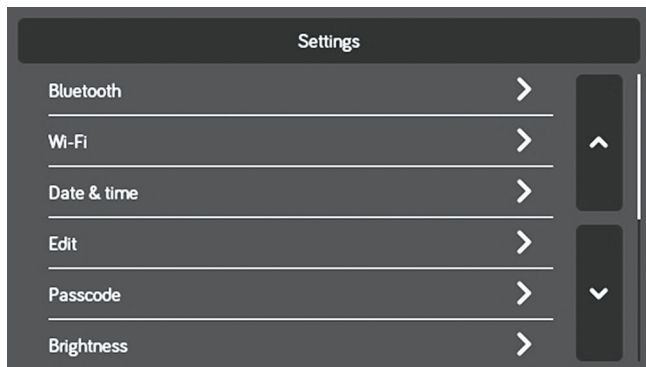 Settings
Bluetooth
Wi-Fi
Date & time
Edit
Passcode
Brightness